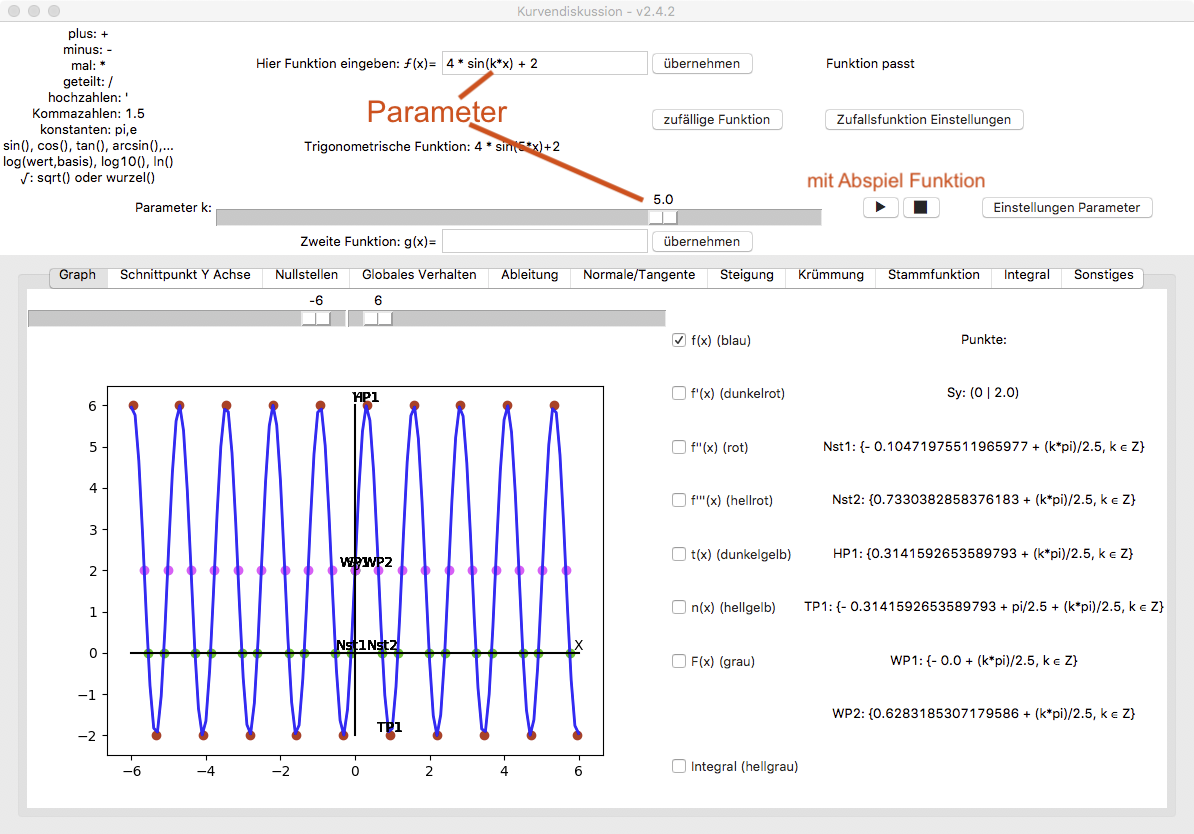 Kurvendiskussion - v2.4.2
plus: +
minus: -
mal: *
geteilt: /
hochzahlen: '
Kommazahlen: 1.5
konstanten: pi,e
sin(), cos(), tan(), arcsin(),...
log(wert,basis), log10(), ln()
√: sqrt() oder wurzel()
Hier Funktion eingeben: ƒ(x)= 4 * sin(k*x) + 2 übernehmen Funktion passt
Parameter
zufällige Funktion Zufallsfunktion Einstellungen
Trigonometrische Funktion: 4 * sin(5*x)+2
mit Abspiel Funktion
5.0
Parameter k: Einstellungen Parameter
Zweite Funktion: g(x)= übernehmen
Graph Schnittpunkt Y Achse Nullstellen Globales Verhalten Ableitung Normale/Tangente Steigung Krümmung Stammfunktion Integral Sonstiges
-6 6
f(x) (blau) Punkte:
f'(x) (dunkelrot) Sy: (0 | 2.0)
f''(x) (rot) Nst1: {- 0.10471975511965977 + (k*pi)/2.5, k ∈ Z}
f'''(x) (hellrot) Nst2: {0.7330382858376183 + (k*pi)/2.5, k ∈ Z}
t(x) (dunkelgelb) HP1: {0.3141592653589793 + (k*pi)/2.5, k ∈ Z}
n(x) (hellgelb) TP1: {- 0.3141592653589793 + pi/2.5 + (k*pi)/2.5, k ∈ Z}
F(x) (grau) WP1: {- 0.0 + (k*pi)/2.5, k ∈ Z}
WP2: {0.6283185307179586 + (k*pi)/2.5, k ∈ Z}
Integral (hellgrau)
HP1
6
5
4
3
2
WP1 WP2
1
0
Nst1 Nst2 X
−1
−2
TP1
−6 −4 −2 0 2 4 6